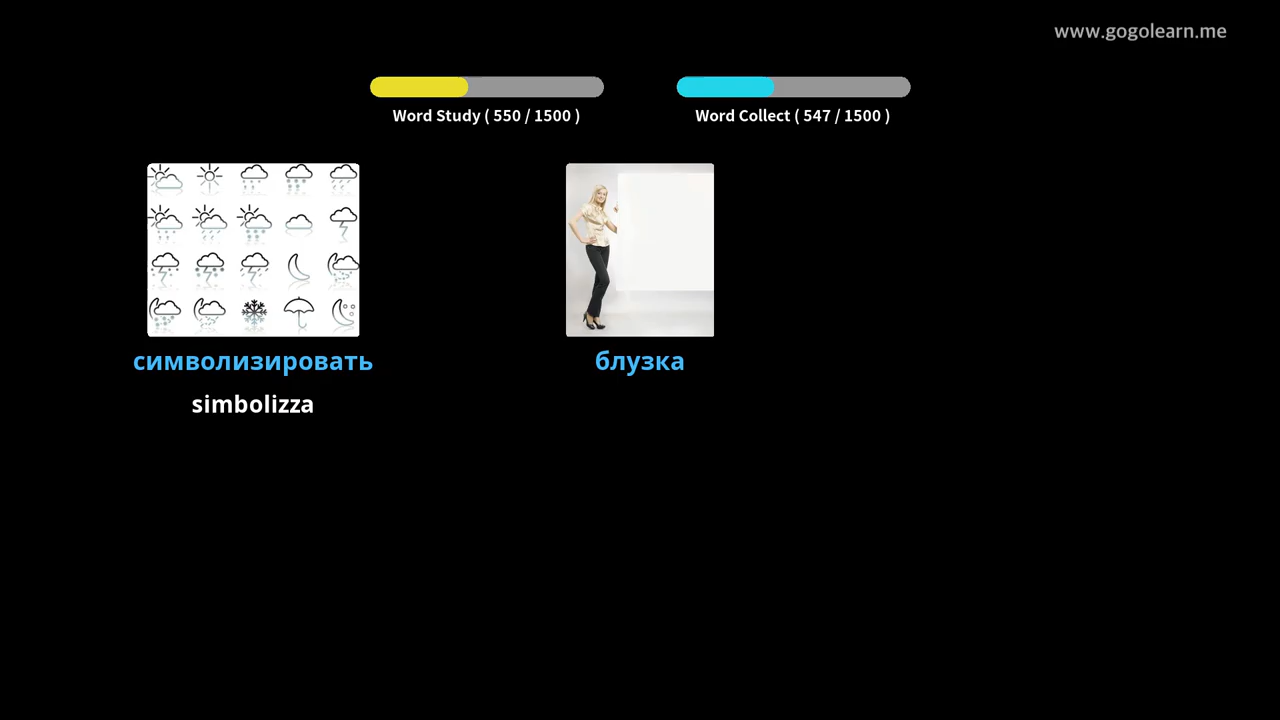 www.gogolearn.me
Word Study ( 550 / 1500 )
Word Collect ( 547 / 1500 )
символизировать
simbolizza
блузка